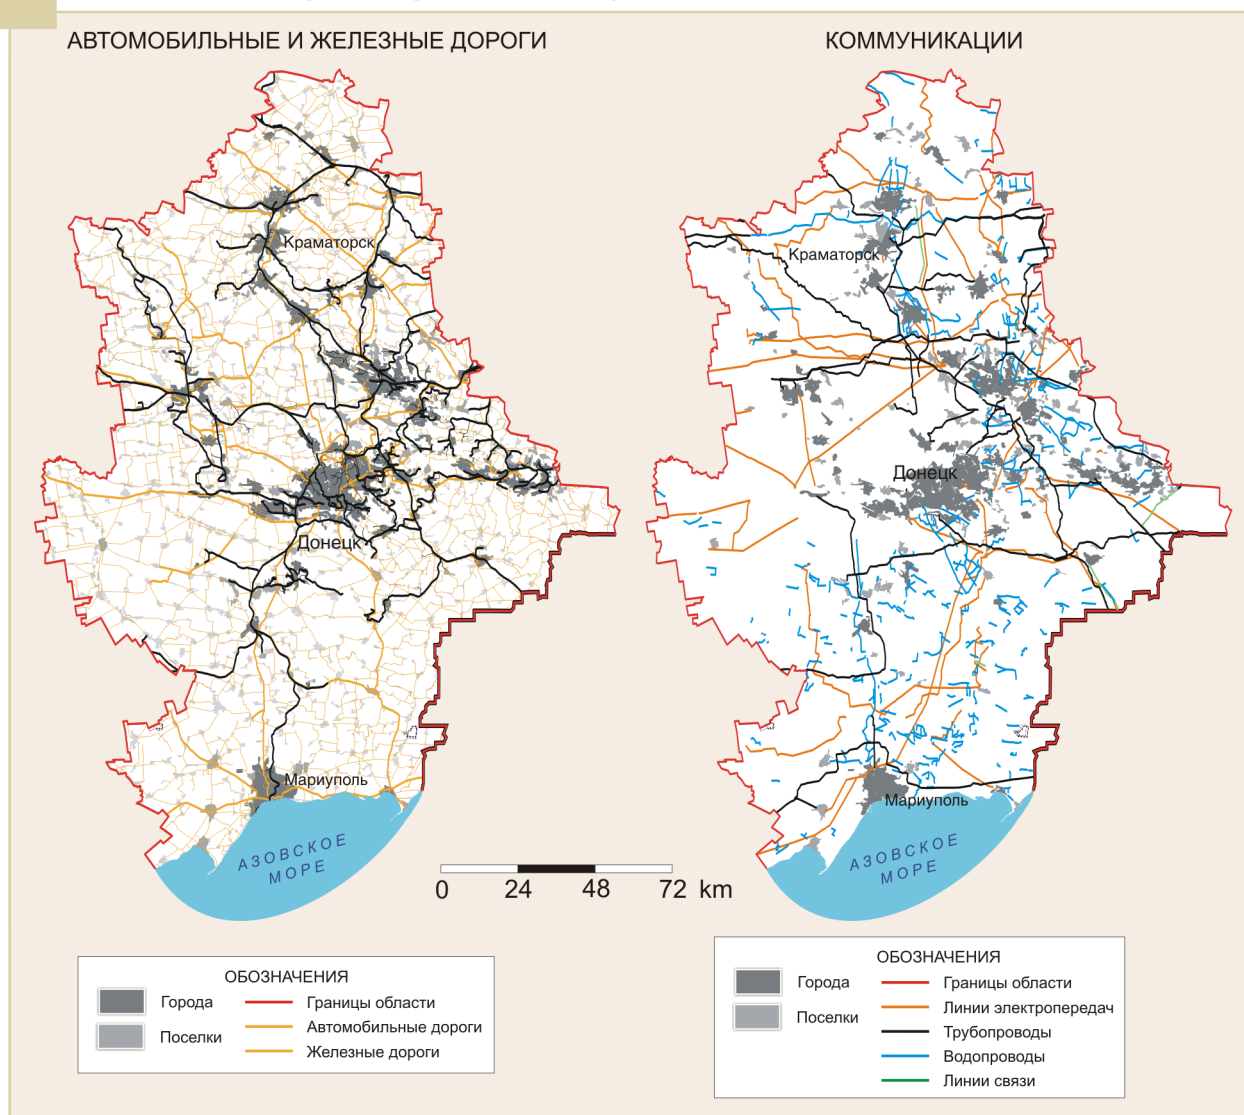 АВТОМОБИЛЬНЫЕ И ЖЕЛЕЗНЫЕ ДОРОГИ
Краматорск
Донецк
Мариуполь
АЗОВСКОЕ
МОРЕ
ОБОЗНАЧЕНИЯ
Города
Поселки
Границы области
Автомобильные дороги
Железные дороги
0 24 48 72 km
КОММУНИКАЦИИ
Краматорск
Донецк
Мариуполь
АЗОВСКОЕ
МОРЕ
ОБОЗНАЧЕНИЯ
Города
Поселки
Границы области
Линии электропередач
Трубопроводы
Водопроводы
Линии связи